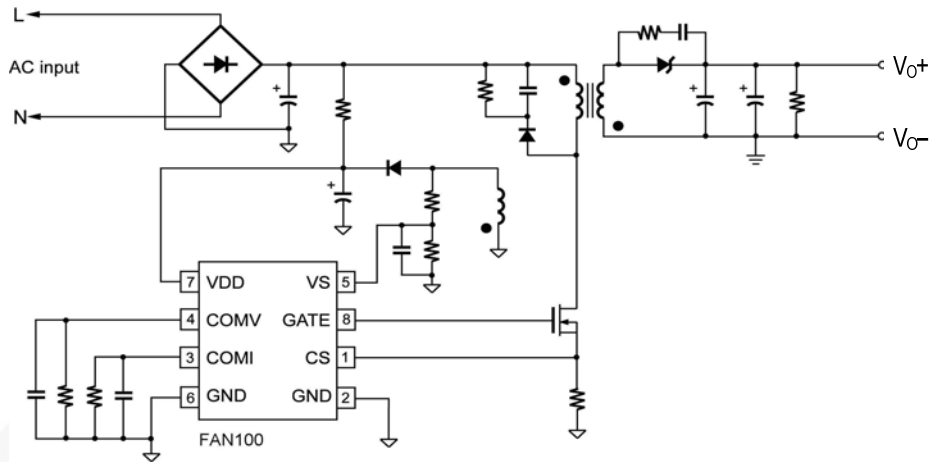 L
AC input
N
+
+
+
+
VO+
VO−
7 VDD
VS 5
4 COMV
GATE 8
3 COMI
CS 1
6 GND
GND 2
FAN100